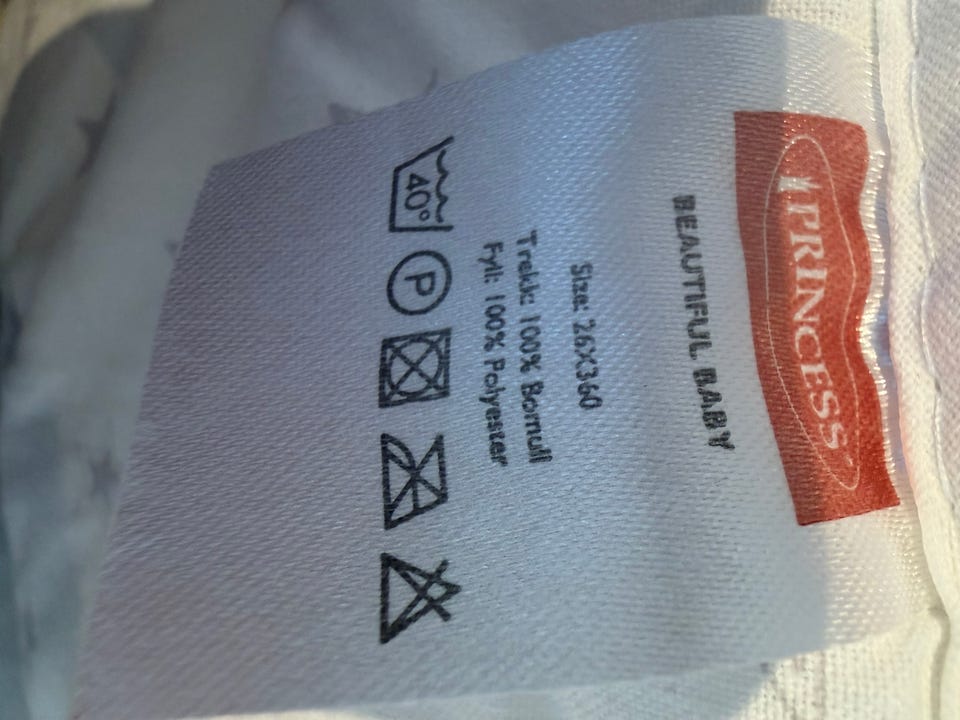 PRINCESS
BEAUTIFUL BABY
Size: 26X360
Trekk: 100% Bomull
Fyll: 100% Polyester
40° P